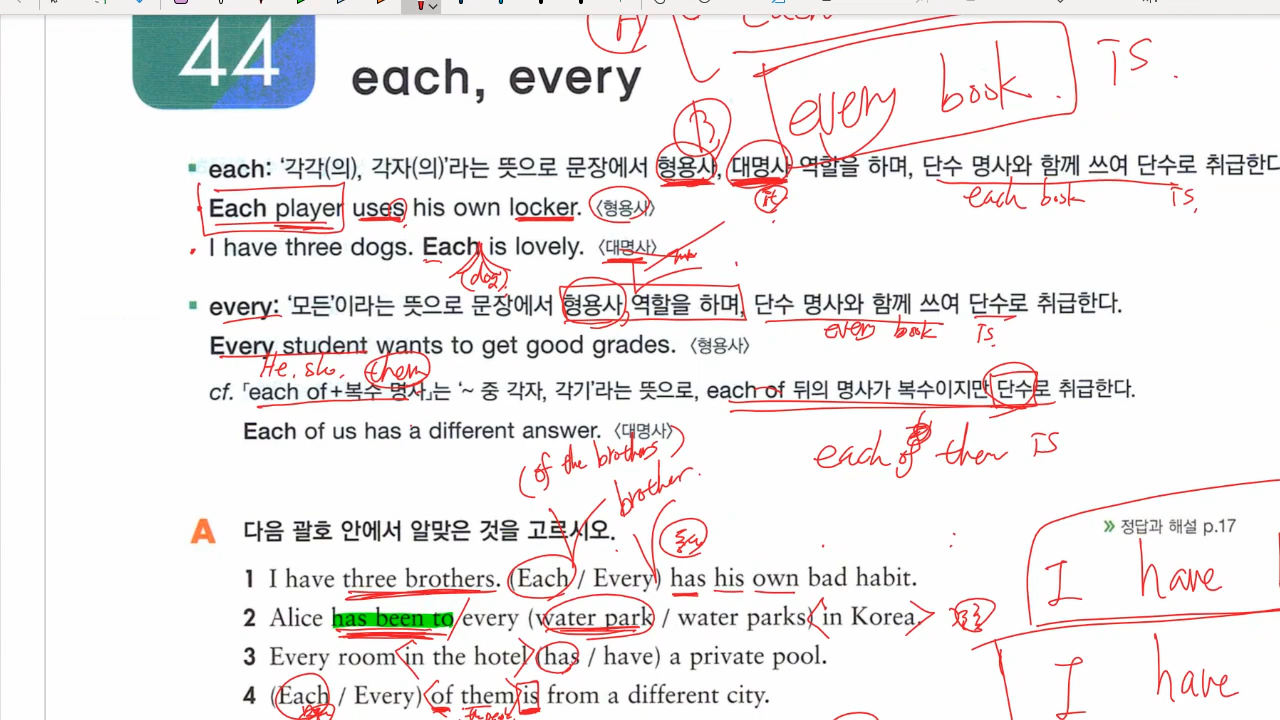 44
each, every
every book. is.
B
each: '각각(의), 각자(의)'라는 뜻으로 문장에서 형용사, 대명사 역할을 하며, 단수 명사와 함께 쓰여 단수로 취급한다
it
each book is
Each player uses his own locker. <형용사>
I have three dogs. Each is lovely. <대명사>
(dog)
every: '모든'이라는 뜻으로 문장에서 형용사 역할을 하며, 단수 명사와 함께 쓰여 단수로 취급한다.
every book is
Every student wants to get good grades. <형용사>
He. she. them
cf. 「each of+복수 명사」는 '~ 중 각자, 각기'라는 뜻으로, each of 뒤의 명사가 복수이지만 단수로 취급한다.
Each of us has a different answer. <대명사>
each of them is
(of the brothers)
brother.
A 다음 괄호 안에서 알맞은 것을 고르시오.
» 정답과 해설 p.17
1 I have three brothers. (Each / Every) has his own bad habit.
I have
2 Alice has been to every (water park / water parks) in Korea.
3 Every room in the hotel (has / have) a private pool.
I have
4 (Each / Every) of them is from a different city.